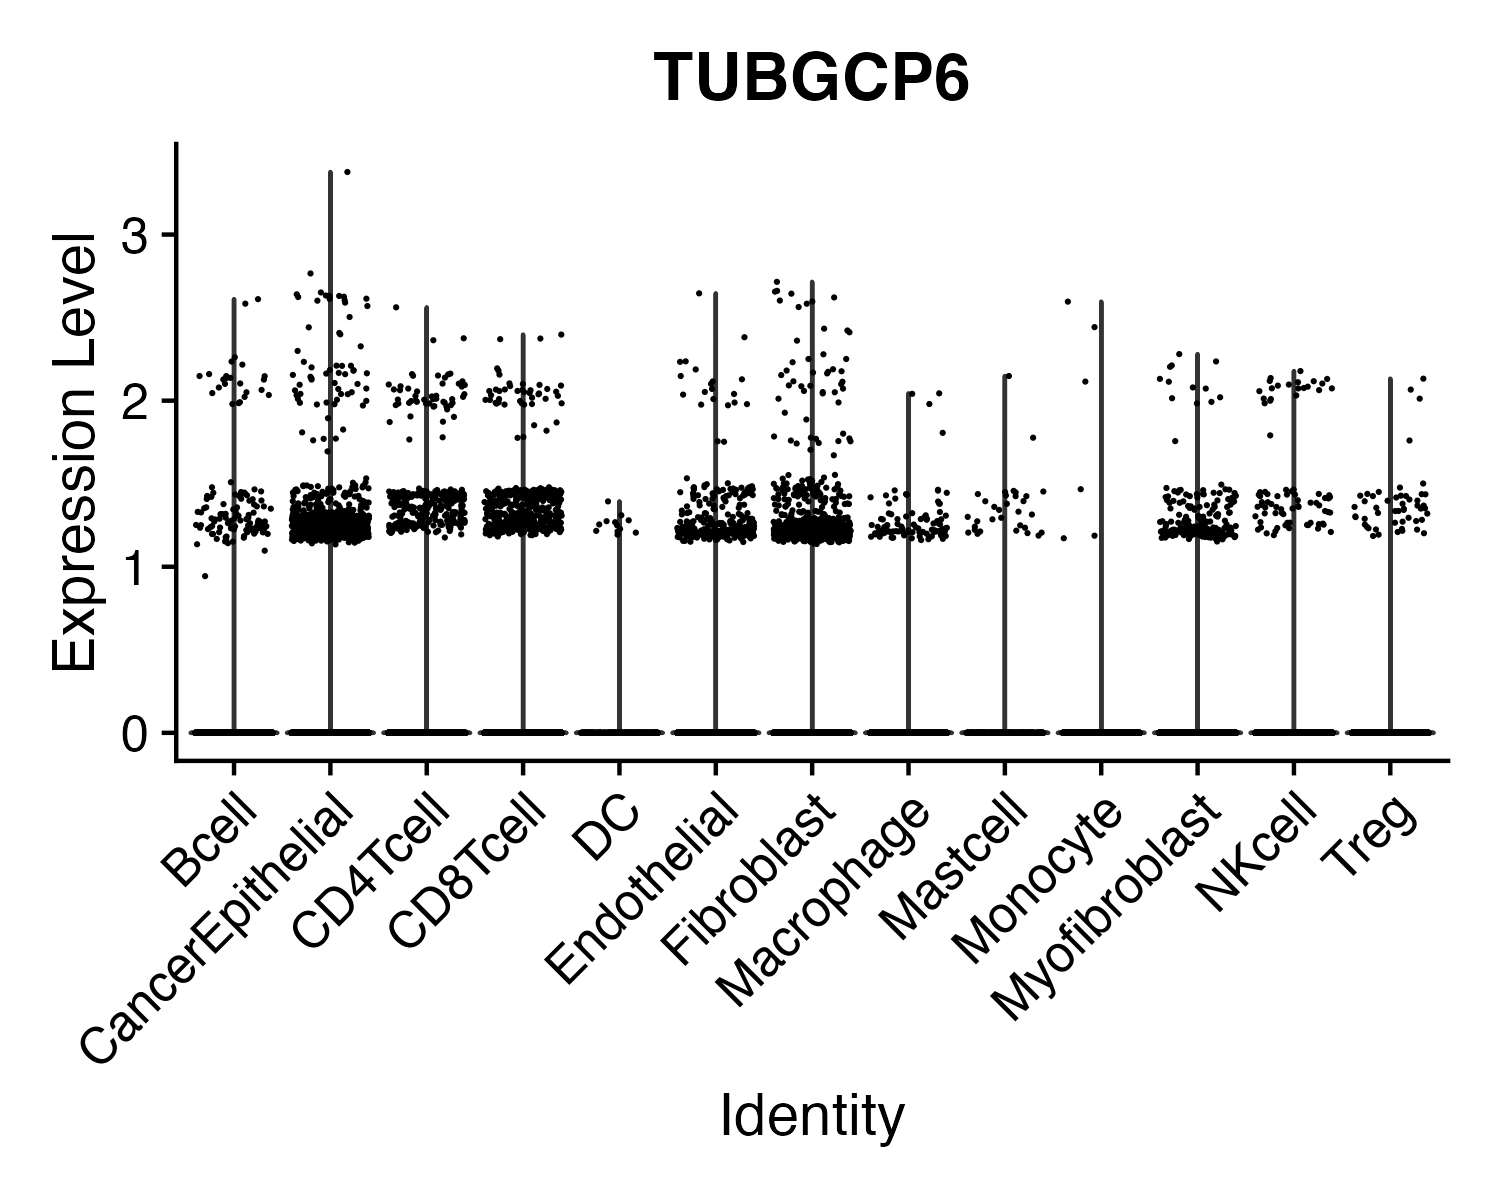 TUBGCP6
Expression Level
3
2
1
0
Bcell
CancerEpithelial
CD4Tcell
CD8Tcell
DC
Endothelial
Fibroblast
Macrophage
Mastcell
Monocyte
Myofibroblast
NKcell
Treg
Identity